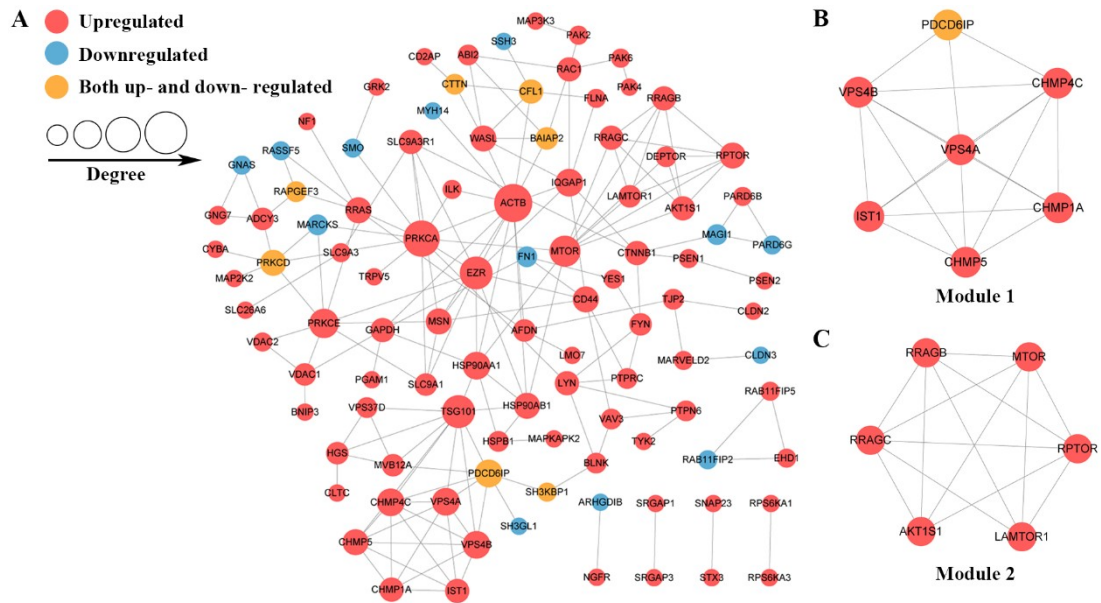 A
Upregulated
Downregulated
Both up- and down- regulated
Degree
MAP3K3
SSH3
PAK2
CD2AP
ABI2
RAC1
PAK6
GRK2
CTTN
CFL1
PAK4
FLNA
RRAGB
MYH14
NF1
WASL
BAIAP2
RRAGC
SLC9A3R1
SMO
RASSF5
GNAS
DEPTOR
RPTOR
IQGAP1
ILK
RAPGEF3
LAMTOR1
PARD6B
ACTB
AKT1S1
RRAS
GNG7
ADCY3
MARCKS
MAGI1
PARD6G
PRKCA
CYBA
SLC9A3
MTOR
CTNNB1
FN1
PSEN1
PRKCD
EZR
MAP2K2
TRPV5
YES1
PSEN2
SLC26A6
CD44
TJP2
CLDN2
PRKCE
MSN
GAPDH
AFDN
FYN
VDAC2
LMO7
MARVELD2
CLDN3
HSP90AA1
VDAC1
PGAM1
SLC9A1
LYN
PTPRC
RAB11FIP5
BNIP3
VPS37D
TSG101
HSP90AB1
VAV3
PTPN6
HSPB1
MAPKAPK2
TYK2
HGS
MVB12A
BLNK
RAB11FIP2
EHD1
PDCD6IP
CLTC
SH3KBP1
CHMP4C
VPS4A
ARHGDIB
SRGAP1
SNAP23
RPS6KA1
SH3GL1
CHMP5
VPS4B
CHMP1A
IST1
NGFR
SRGAP3
STX3
RPS6KA3
B
PDCD6IP
VPS4B
CHMP4C
VPS4A
IST1
CHMP1A
CHMP5
Module 1
C
RRAGB
MTOR
RRAGC
RPTOR
AKT1S1
LAMTOR1
Module 2